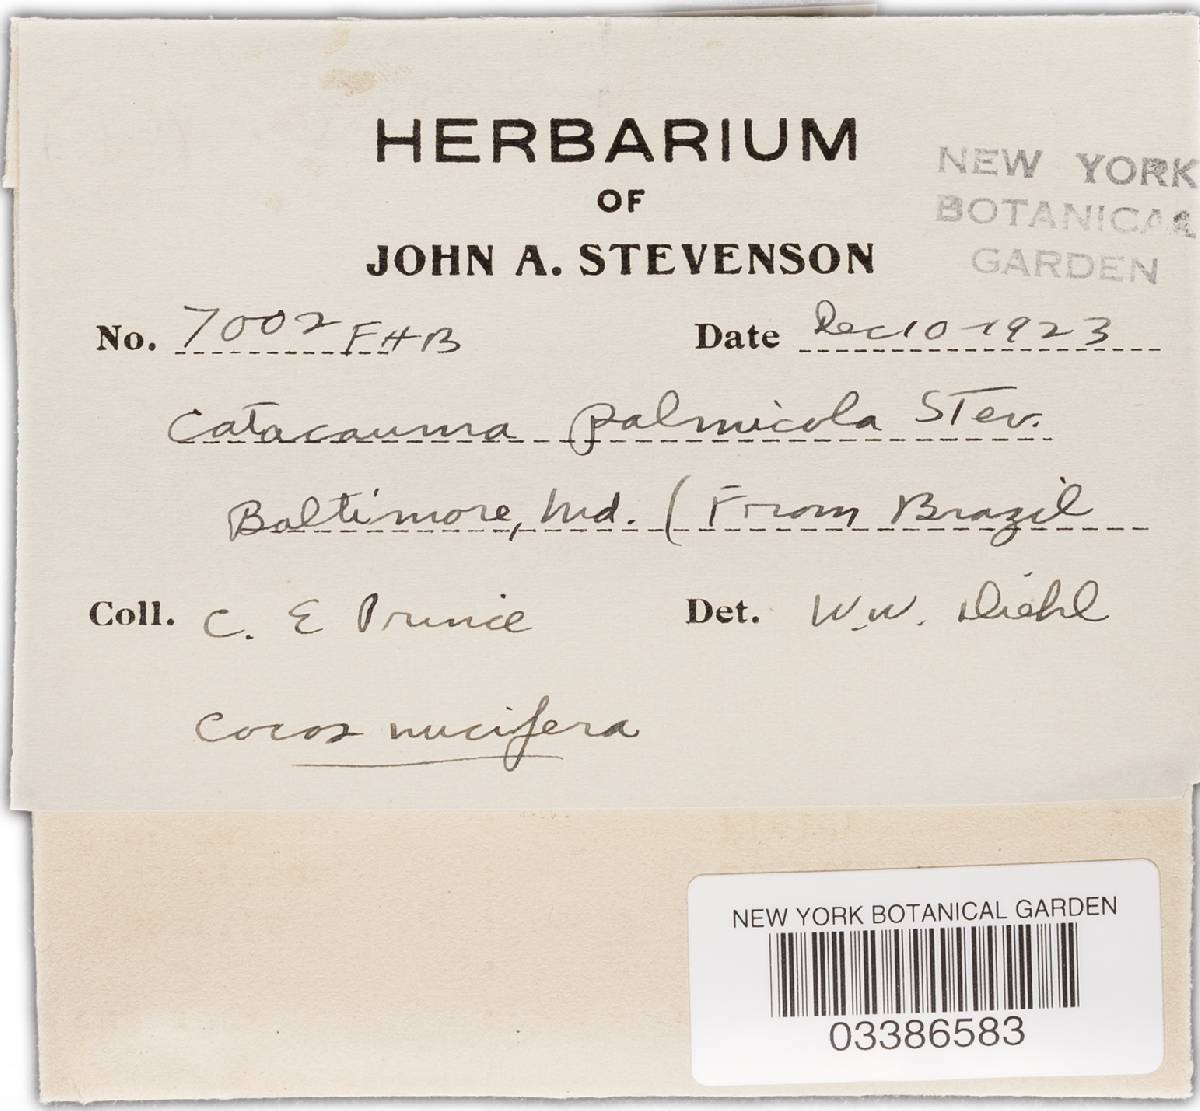 HERBARIUM
OF
JOHN A. STEVENSON
NEW YORK
BOTANICAL
GARDEN
No. 7002 FHB Date Dec 10-1923
Catacauma palmicola Stev.
Baltimore, Md. (From Brazil
Coll. C. E Prince Det. W.W. Diehl
Cocos nucifera
NEW YORK BOTANICAL GARDEN
03386583